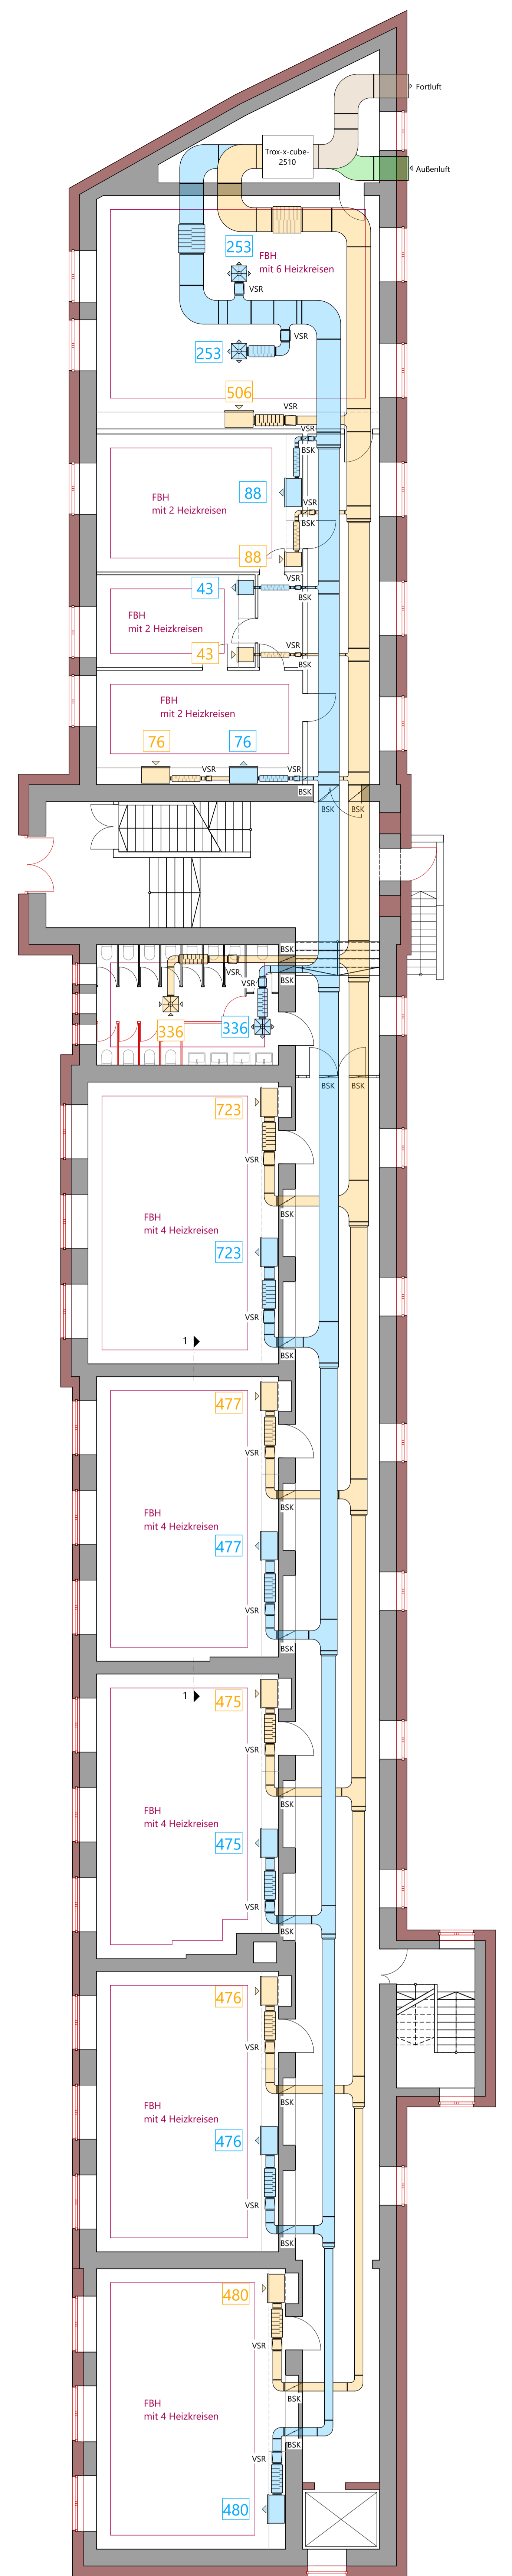 Fortluft
Trox-x-cube-
2510
Außenluft
253
FBH
mit 6 Heizkreisen
VSR
VSR
253
506
VSR
VSR
BSK
FBH
mit 2 Heizkreisen
88
VSR
BSK
88
VSR
43
BSK
FBH
mit 2 Heizkreisen
VSR
43
BSK
FBH
mit 2 Heizkreisen
76
76
VSR
VSR
BSK
BSK
BSK
BSK
VSR
VSR
BSK
336
336
BSK
BSK
723
VSR
BSK
FBH
mit 4 Heizkreisen
723
VSR
1
BSK
477
VSR
BSK
FBH
mit 4 Heizkreisen
477
VSR
BSK
1
475
VSR
BSK
FBH
mit 4 Heizkreisen
475
VSR
BSK
476
VSR
BSK
FBH
mit 4 Heizkreisen
476
VSR
BSK
480
VSR
BSK
FBH
mit 4 Heizkreisen
BSK
VSR
480